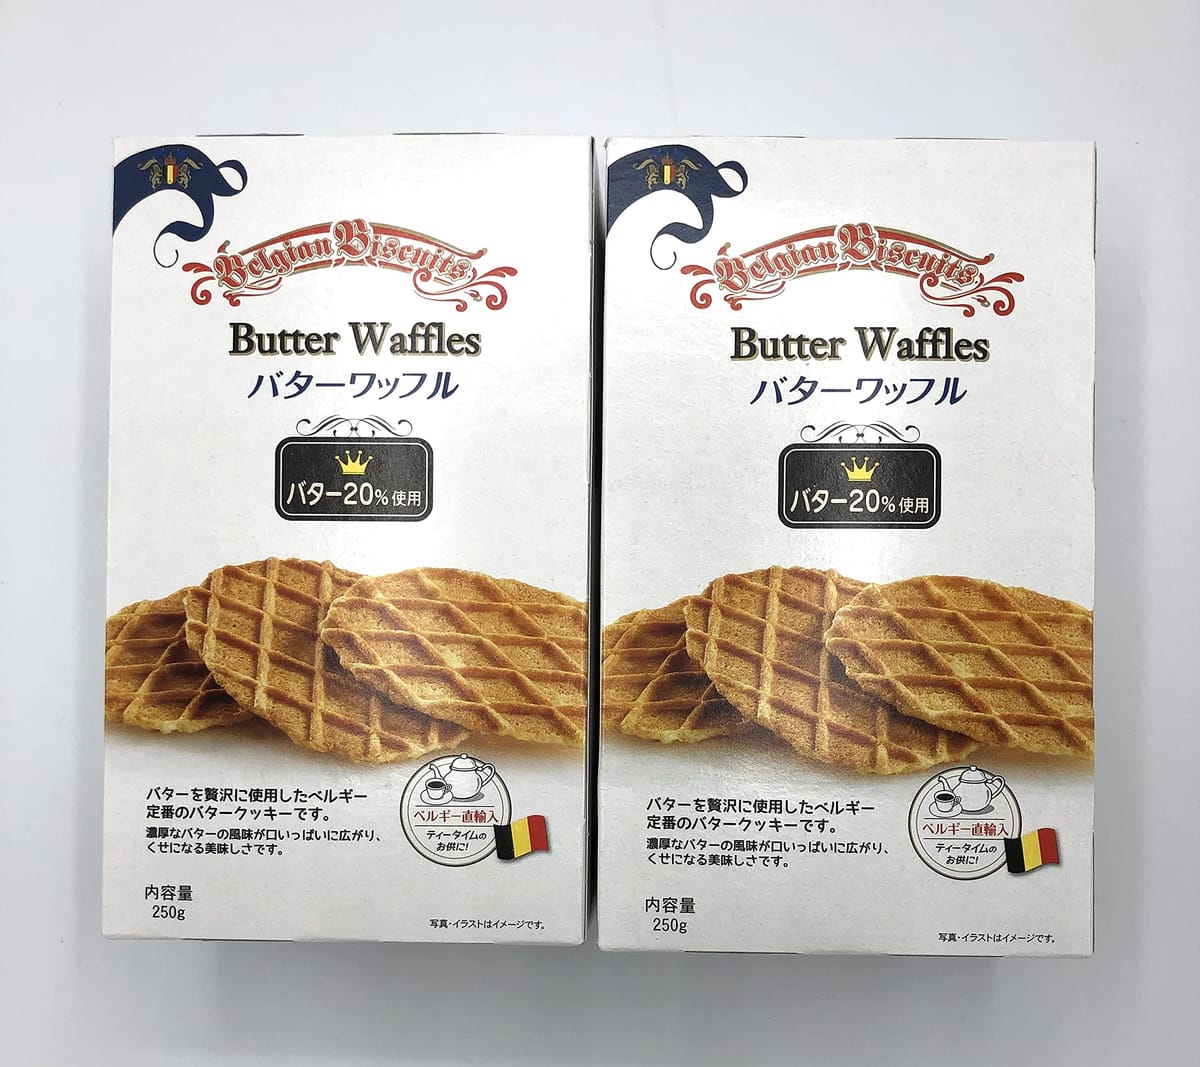 Belgian Biscuits
Butter Waffles
バターワッフル
バター20%使用
バターを贅沢に使用したベルギー
定番のバタークッキーです。
濃厚なバターの風味が口いっぱいに広がり、
くせになる美味しさです。
ベルギー直輸入
ティータイムの
お供に!
内容量
250g
写真・イラストはイメージです。
Belgian Biscuits
Butter Waffles
バターワッフル
バター20%使用
バターを贅沢に使用したベルギー
定番のバタークッキーです。
濃厚なバターの風味が口いっぱいに広がり、
くせになる美味しさです。
ベルギー直輸入
ティータイムの
お供に!
内容量
250g
写真・イラストはイメージです。